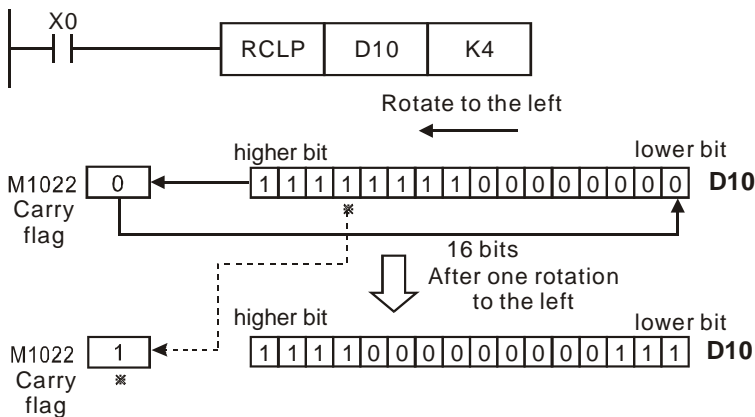 X0
RCLP D10 K4
Rotate to the left
higher bit lower bit
M1022 0 1 1 1 1 1 1 1 1 0 0 0 0 0 0 0 0 D10
Carry
flag
※
16 bits
After one rotation
to the left
higher bit lower bit
M1022 1 1 1 1 1 0 0 0 0 0 0 0 0 0 1 1 1 D10
Carry ※
flag